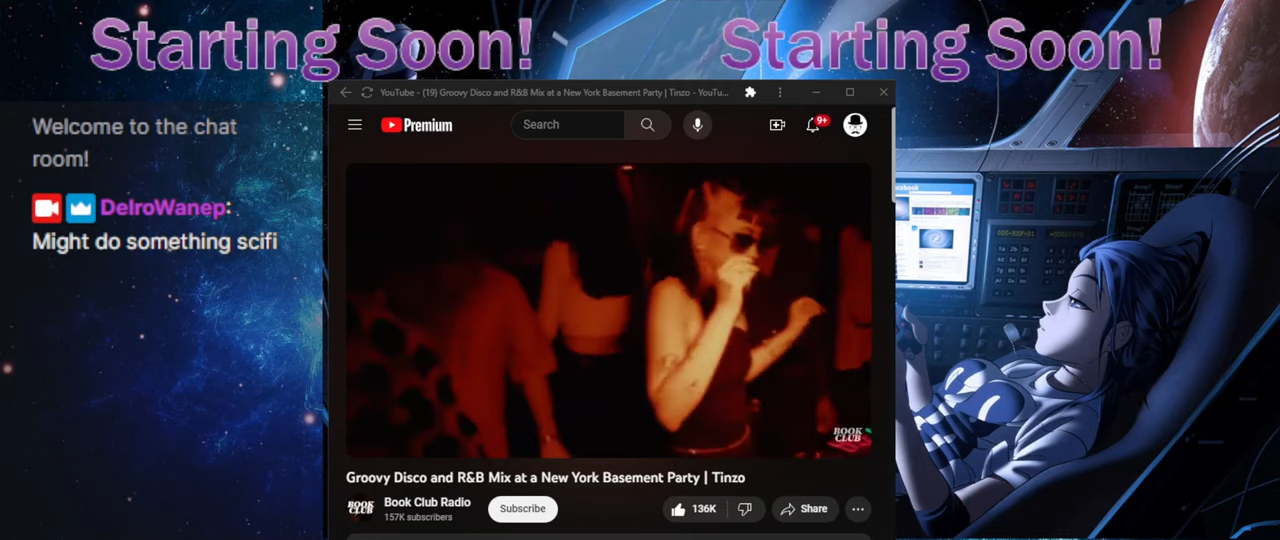 Starting Soon! Starting Soon!
Welcome to the chat
room!
DelroWanep:
Might do something scifi
YouTube - (19) Groovy Disco and R&B Mix at a New York Basement Party | Tinzo - YouTu...
Premium
Search
9+
BOOK
CLUB
Groovy Disco and R&B Mix at a New York Basement Party | Tinzo
BOOK
CLUB
Book Club Radio
157K subscribers
Subscribe
136K
Share